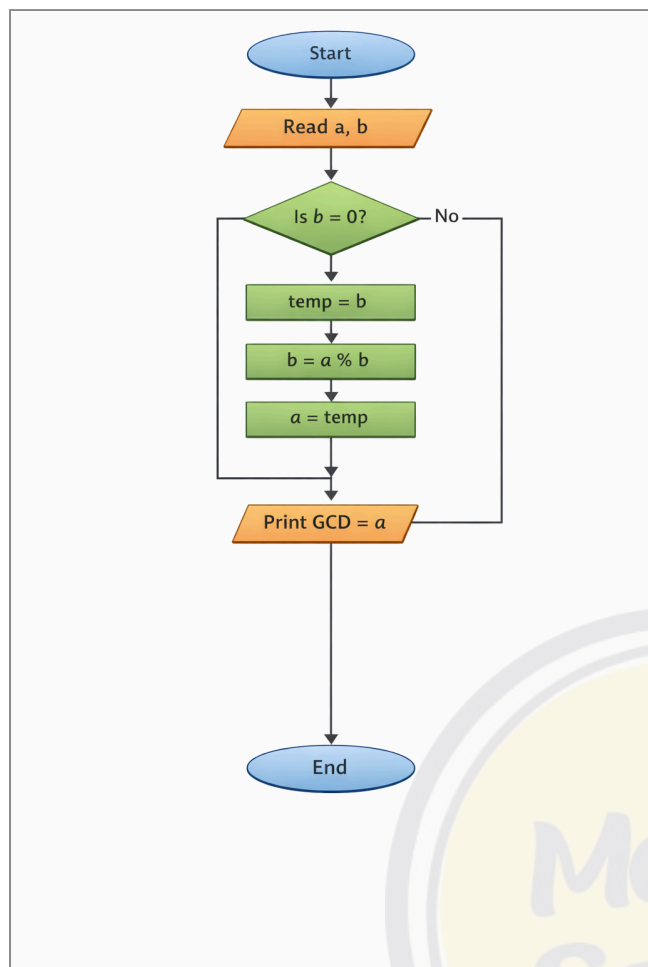 Start
Read a, b
Is b = 0?
No
temp = b
b = a % b
a = temp
Print GCD = a
End